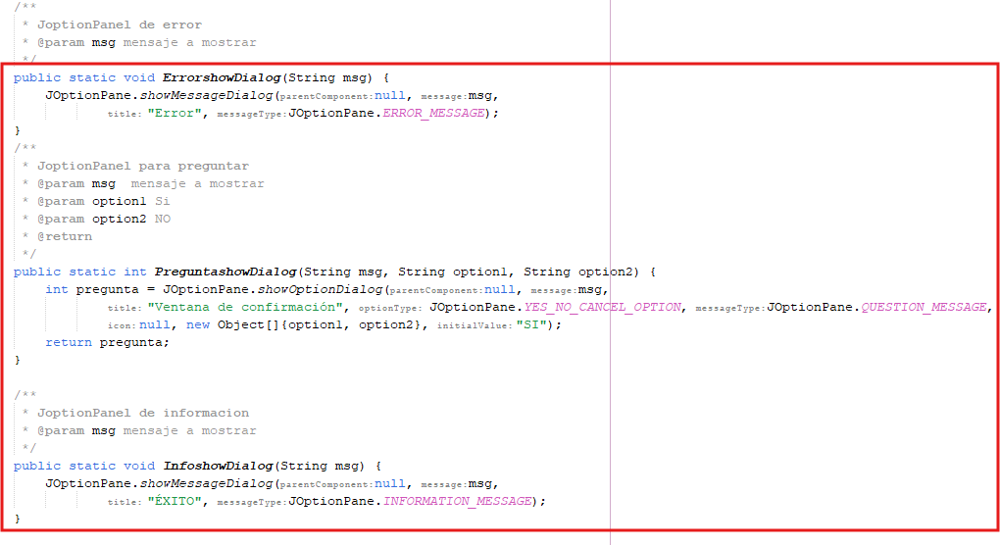 /**
 * JoptionPanel de error
 * @param msg mensaje a mostrar
 */
public static void ErrorshowDialog(String msg) {
    JOptionPane.showMessageDialog(parentComponent:null, message:msg,
            title: "Error", messageType:JOptionPane.ERROR_MESSAGE);
}
/**
 * JoptionPanel para preguntar
 * @param msg  mensaje a mostrar
 * @param option1 Si
 * @param option2 NO
 * @return
 */
public static int PreguntashowDialog(String msg, String option1, String option2) {
    int pregunta = JOptionPane.showOptionDialog(parentComponent:null, message:msg,
            title: "Ventana de confirmación", optionType: JOptionPane.YES_NO_CANCEL_OPTION, messageType:JOptionPane.QUESTION_MESSAGE,
            icon:null, new Object[]{option1, option2}, initialValue:"SI");
    return pregunta;
}
/**
 * JoptionPanel de informacion
 * @param msg mensaje a mostrar
 */
public static void InfoshowDialog(String msg) {
    JOptionPane.showMessageDialog(parentComponent:null, message:msg,
            title: "ÉXITO", messageType:JOptionPane.INFORMATION_MESSAGE);
}